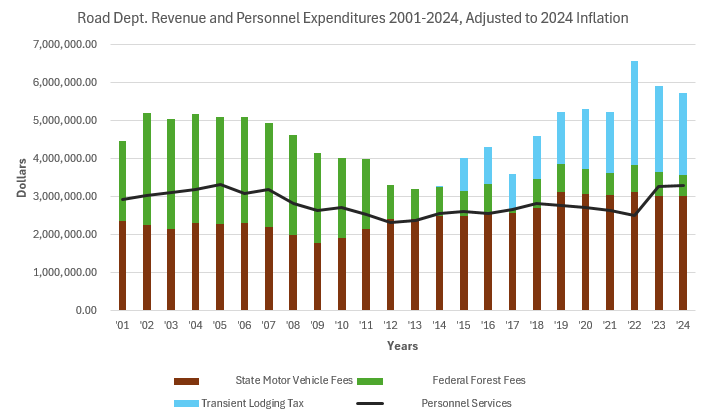 Road Dept. Revenue and Personnel Expenditures 2001-2024, Adjusted to 2024 Inflation
7,000,000.00
6,000,000.00
5,000,000.00
4,000,000.00
3,000,000.00
2,000,000.00
1,000,000.00
0.00
Dollars
'01 '02 '03 '04 '05 '06 '07 '08 '09 '10 '11 '12 '13 '14 '15 '16 '17 '18 '19 '20 '21 '22 '23 '24
Years
State Motor Vehicle Fees Federal Forest Fees
Transient Lodging Tax Personnel Services